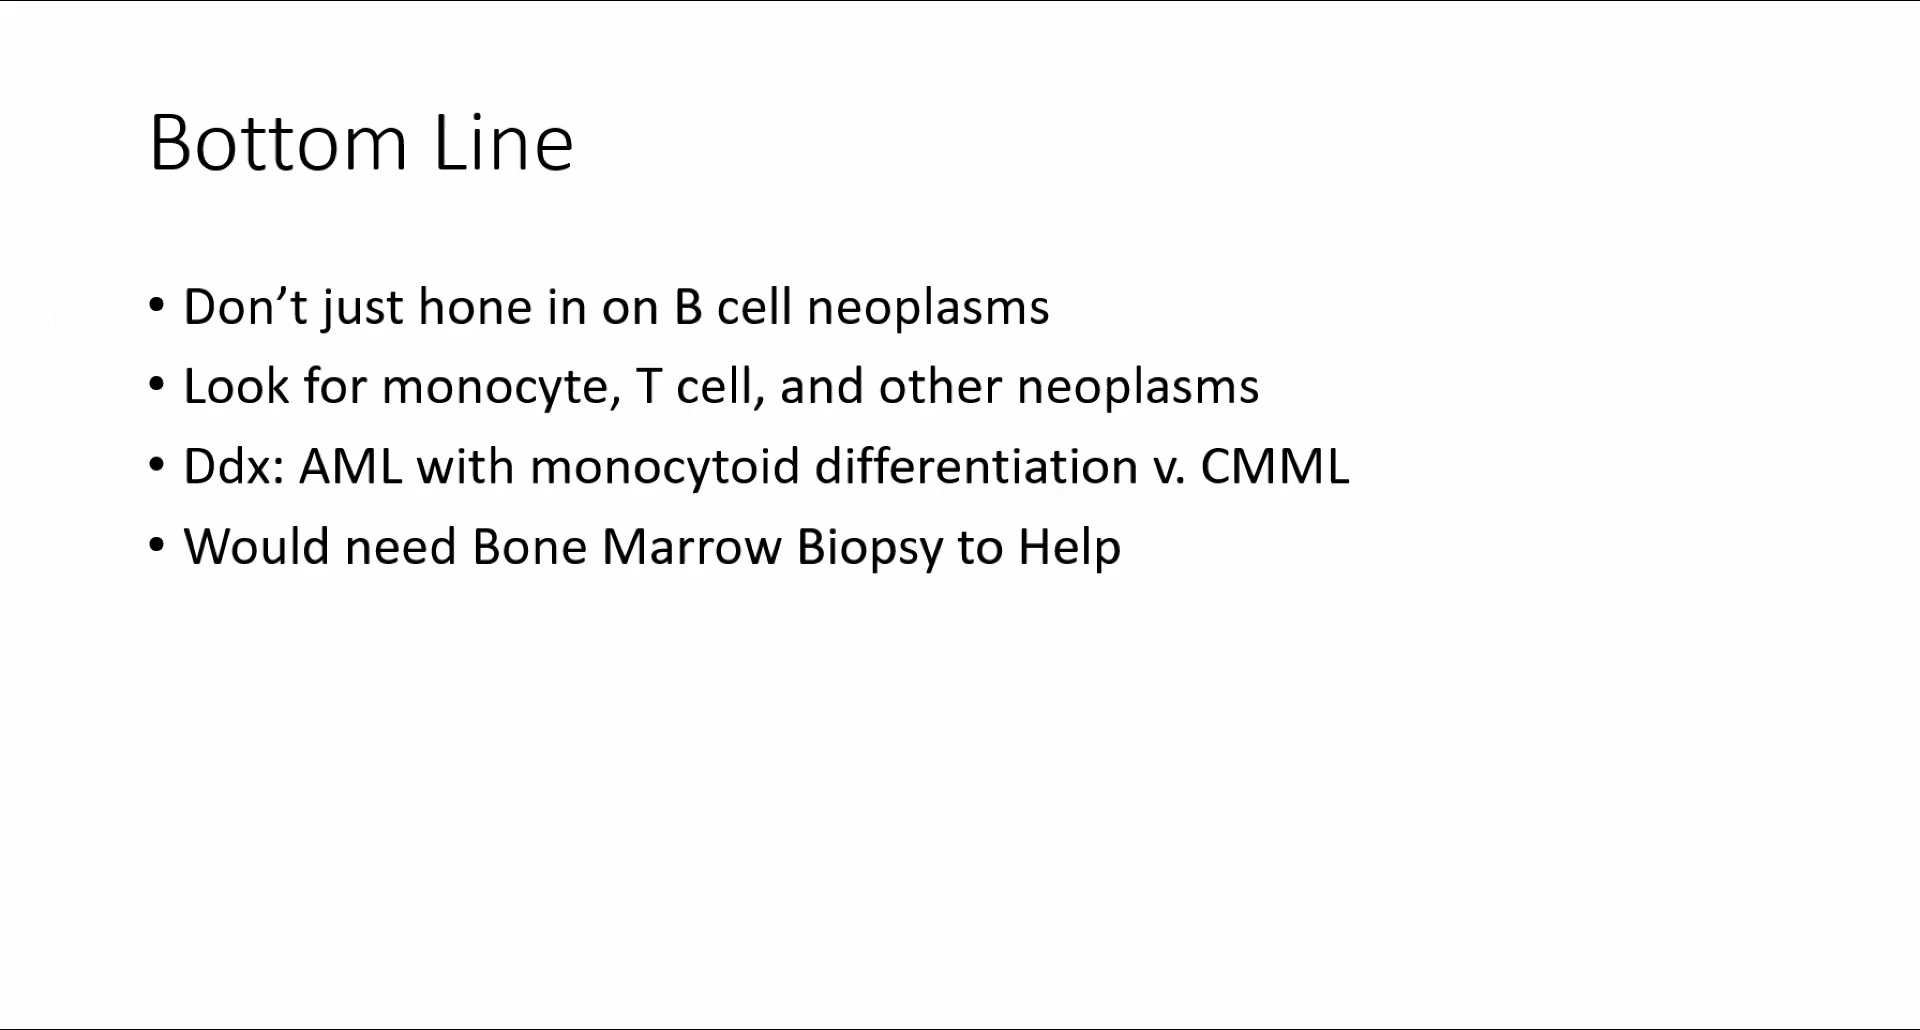 Bottom Line
• Don’t just hone in on B cell neoplasms
• Look for monocyte, T cell, and other neoplasms
• Ddx: AML with monocytoid differentiation v. CMML
• Would need Bone Marrow Biopsy to Help